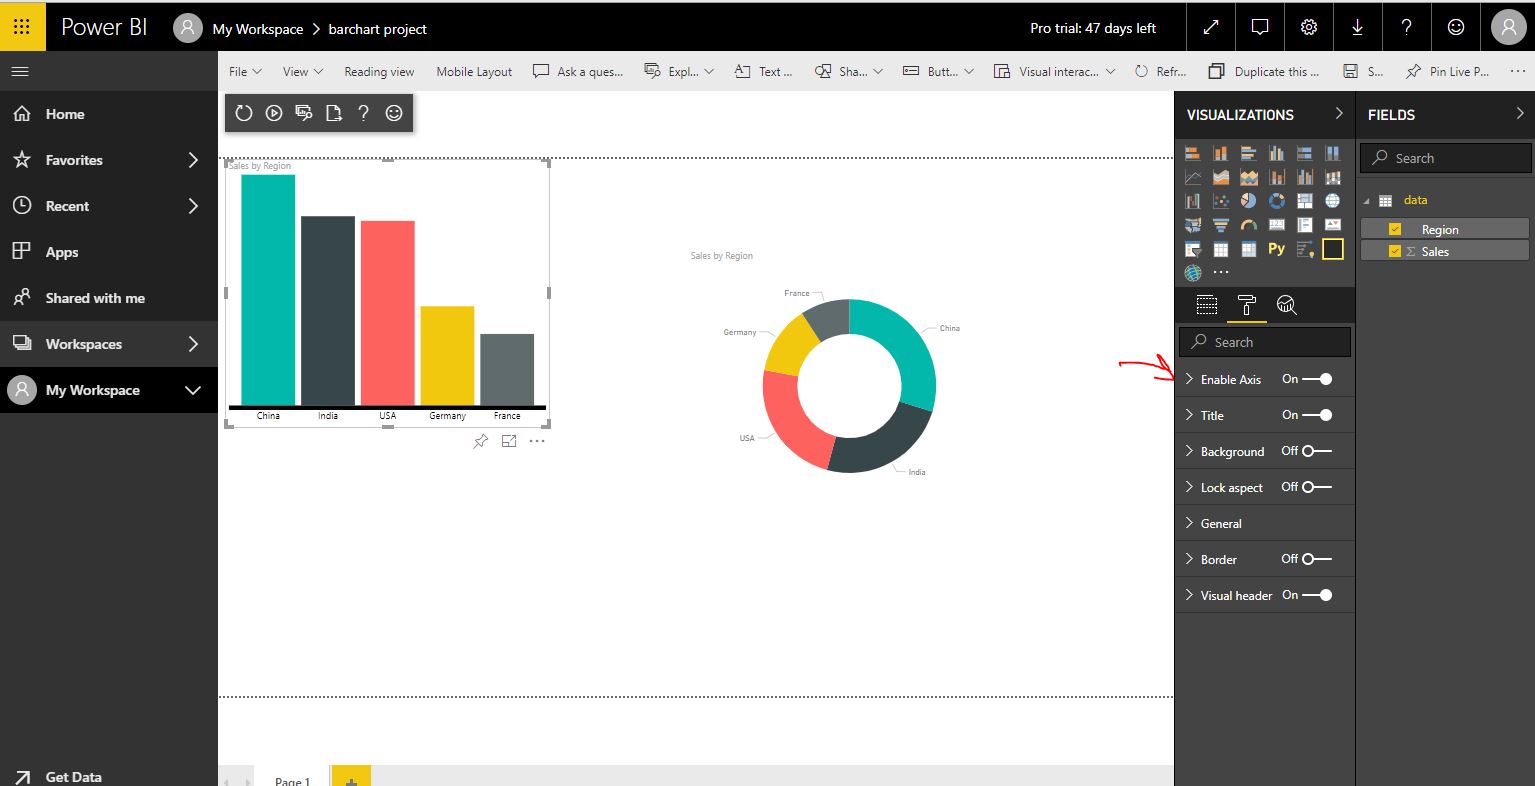 Power BI
My Workspace > barchart project
Pro trial: 47 days left
?
Home
Favorites
Recent
Apps
Shared with me
Workspaces
My Workspace
Get Data
File
View
Reading view
Mobile Layout
Ask a ques...
Expl...
Text ...
Sha...
Butt...
Visual interac...
Refr...
Duplicate this ...
S...
Pin Live P...
...
?
Sales by Region
China
India
USA
Germany
France
Sales by Region
France
China
Germany
USA
India
Page 1
+
VISUALIZATIONS
Py
...
Search
Enable Axis On
Title On
Background Off
Lock aspect Off
General
Border Off
Visual header On
FIELDS
Search
data
Region
Σ Sales